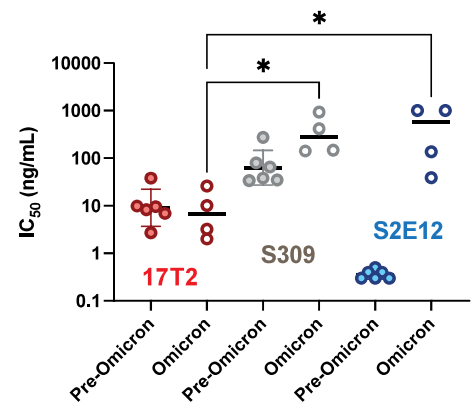 *
*
IC50 (ng/mL)
10000
1000
100
10
1
0.1
17T2
S309
S2E12
Pre-Omicron
Omicron
Pre-Omicron
Omicron
Pre-Omicron
Omicron